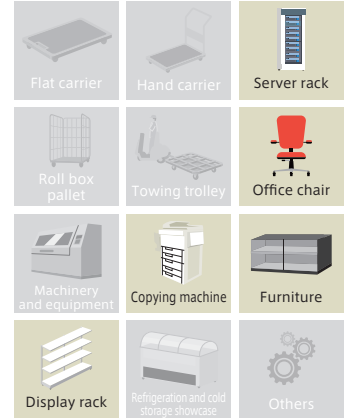 Flat carrier
Hand carrier
Server rack
Roll box
pallet
Towing trolley
Office chair
Machinery
and equipment
Copying machine
Furniture
Display rack
Refrigeration and cold
storage showcase
Others